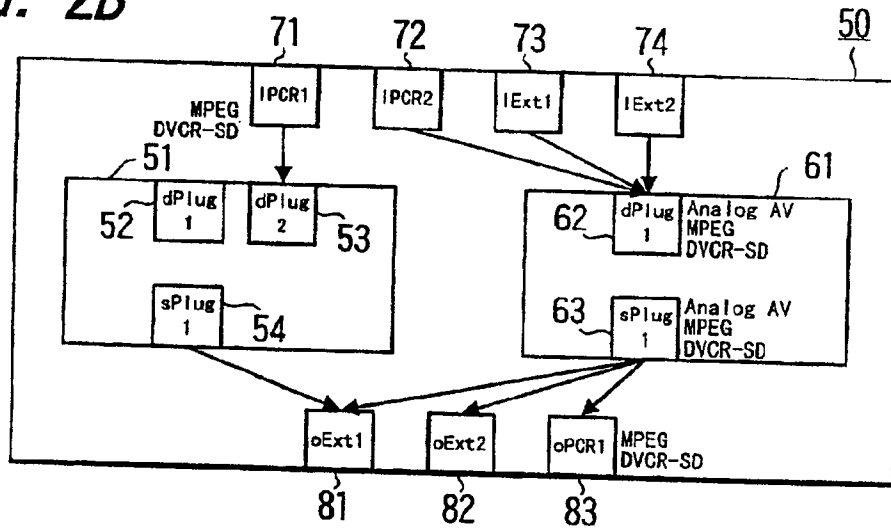 2B
50
71
72
73
74
IPCR1
IPCR2
IExt1
IExt2
MPEG
DVCR-SD
51
61
52
dPlug
1
dPlug
2
53
62
dPlug
1
Analog AV
MPEG
DVCR-SD
sPlug
1
54
63
sPlug
1
Analog AV
MPEG
DVCR-SD
oExt1
oExt2
oPCR1
MPEG
DVCR-SD
81
82
83